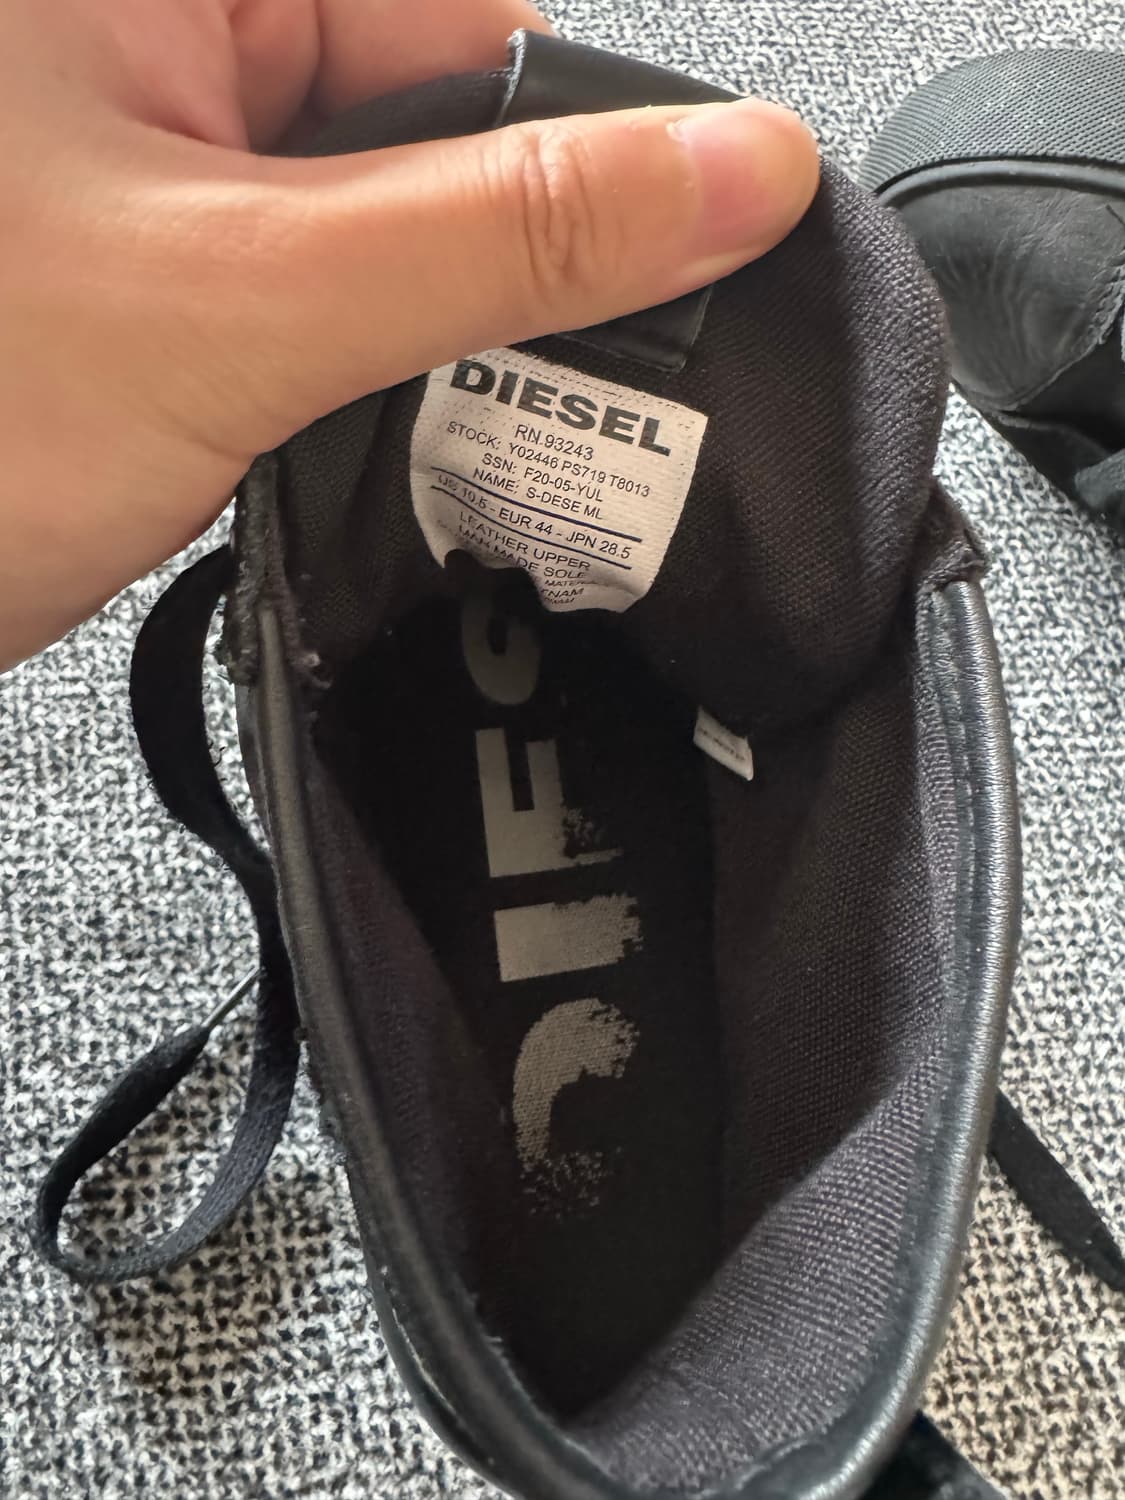 DIESEL
RN 93243
STOCK: Y02446 PS719 T8013
SSN: F20-05-YUL
NAME: S-DESE ML
US 10.5 - EUR 44 - JPN 28.5
LEATHER UPPER
MAN MADE SOLE
DIES